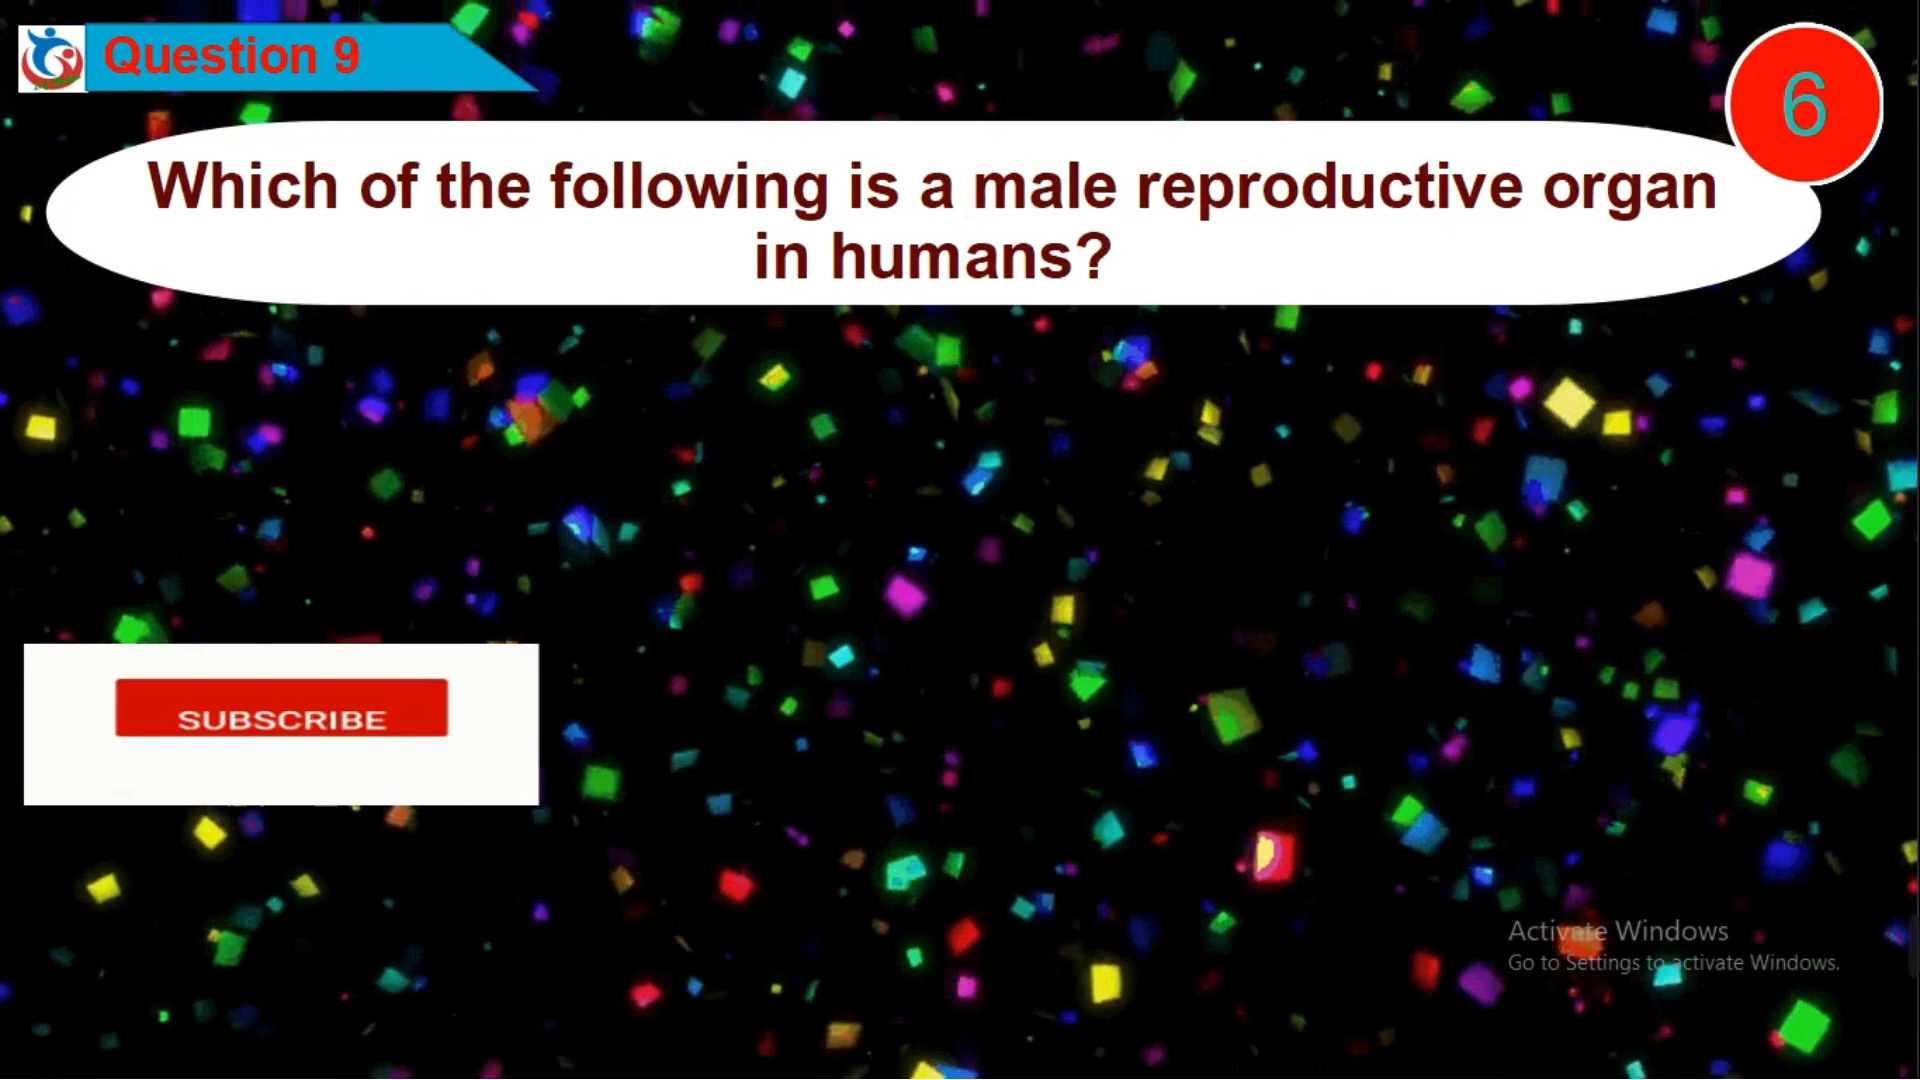 Question 9
6
Which of the following is a male reproductive organ
in humans?
SUBSCRIBE
Activate Windows
Go to Settings to activate Windows.